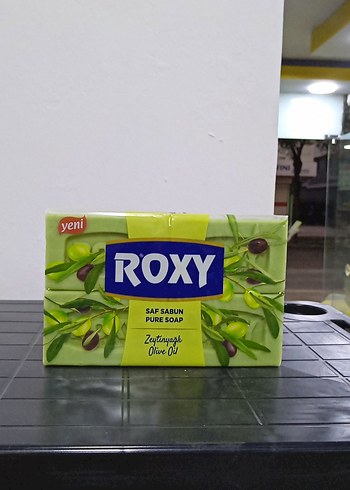 yeni
ROXY
SAF SABUN
PURE SOAP
Zeytinyağlı
Olive Oil